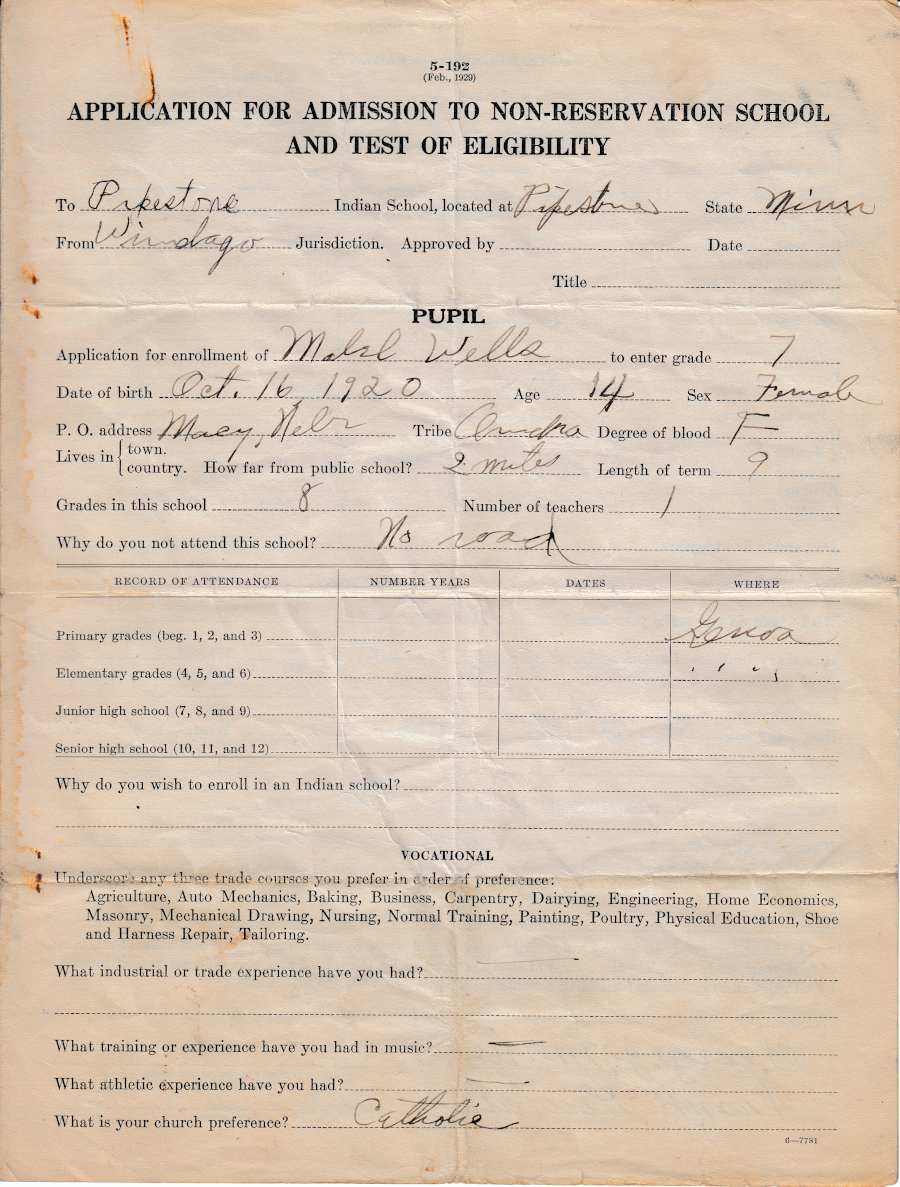 5-192
(Feb., 1929)
APPLICATION FOR ADMISSION TO NON-RESERVATION SCHOOL
AND TEST OF ELIGIBILITY
To Pipestone Indian School, located at Pipestone State Minn
From Winnebago Jurisdiction. Approved by Date
Title
PUPIL
Application for enrollment of Mabel Wells to enter grade 7
Date of birth Oct. 16, 1920 Age 14 Sex Female
P. O. address Macy, Nebr Tribe Omaha Degree of blood F
Lives in { town. country. How far from public school? 2 miles Length of term 9
Grades in this school 8 Number of teachers 1
Why do you not attend this school? No road
RECORD OF ATTENDANCE NUMBER YEARS DATES WHERE
Primary grades (beg. 1, 2, and 3) Genoa
Elementary grades (4, 5, and 6) " "
Junior high school (7, 8, and 9)
Senior high school (10, 11, and 12)
Why do you wish to enroll in an Indian school?
VOCATIONAL
Underscore any three trade courses you prefer in order of preference:
Agriculture, Auto Mechanics, Baking, Business, Carpentry, Dairying, Engineering, Home Economics,
Masonry, Mechanical Drawing, Nursing, Normal Training, Painting, Poultry, Physical Education, Shoe
and Harness Repair, Tailoring.
What industrial or trade experience have you had? —
What training or experience have you had in music? —
What athletic experience have you had? —
What is your church preference? Catholic
6—7781